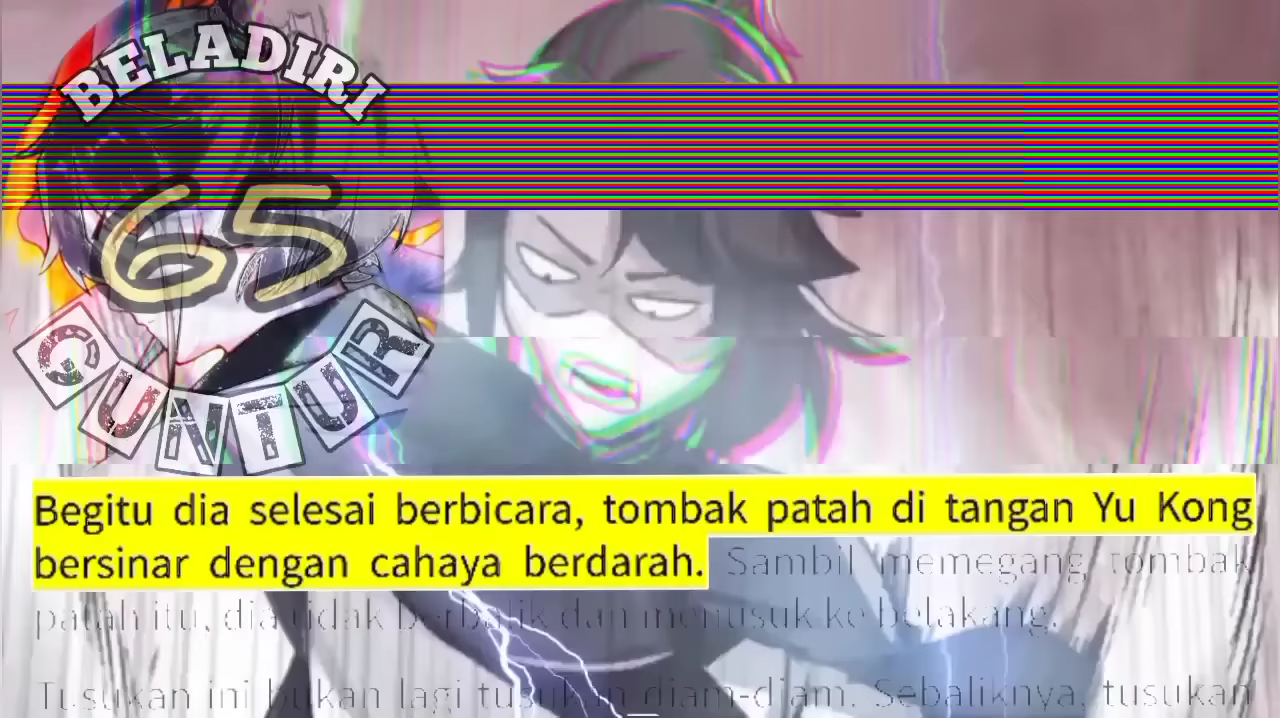 BELADIRI
65
GUNTUR
Begitu dia selesai berbicara, tombak patah di tangan Yu Kong
bersinar dengan cahaya berdarah. Sambil memegang tombak
patah itu, dia tidak berbalik dan menusuk ke belakang.
Tusukan ini bukan lagi tusukan diam-diam. Sebaliknya, tusukan